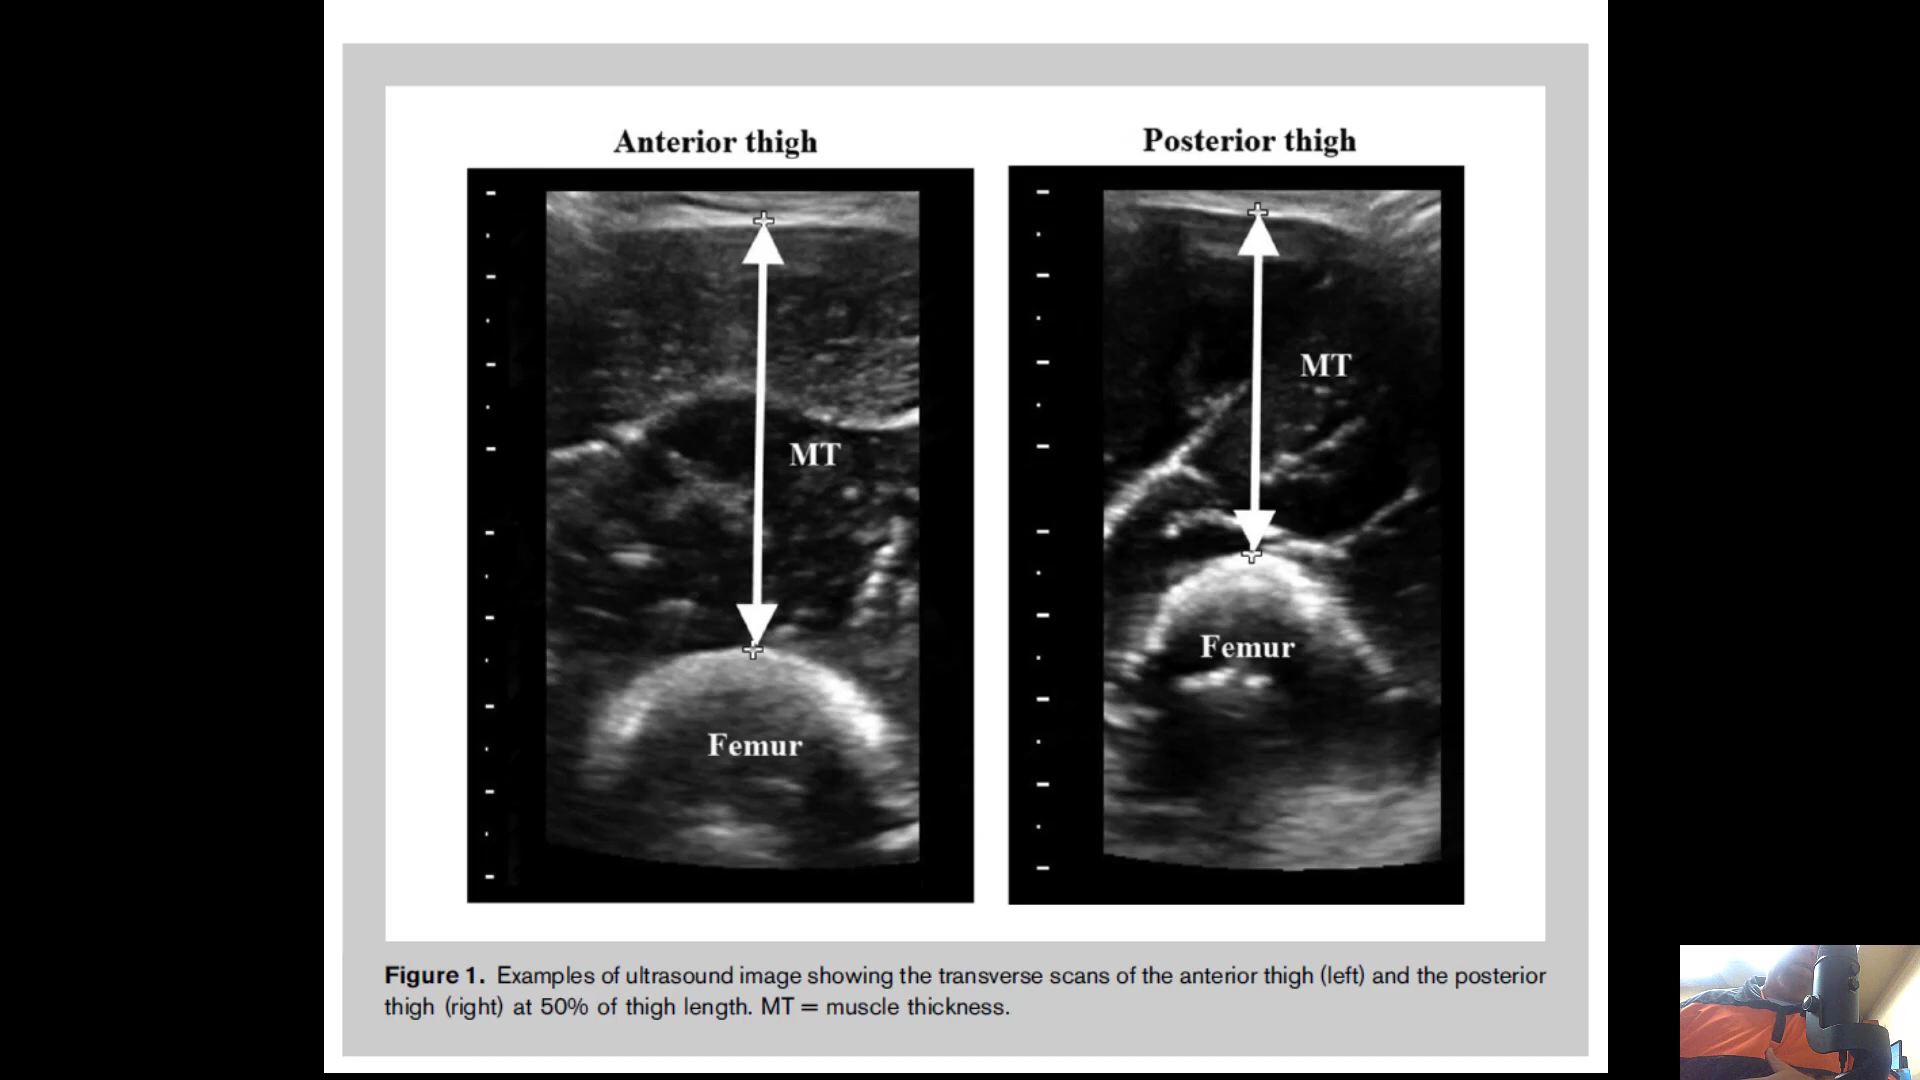 Anterior thigh
Posterior thigh
MT
Femur
MT
Femur
Figure 1. Examples of ultrasound image showing the transverse scans of the anterior thigh (left) and the posterior
thigh (right) at 50% of thigh length. MT = muscle thickness.